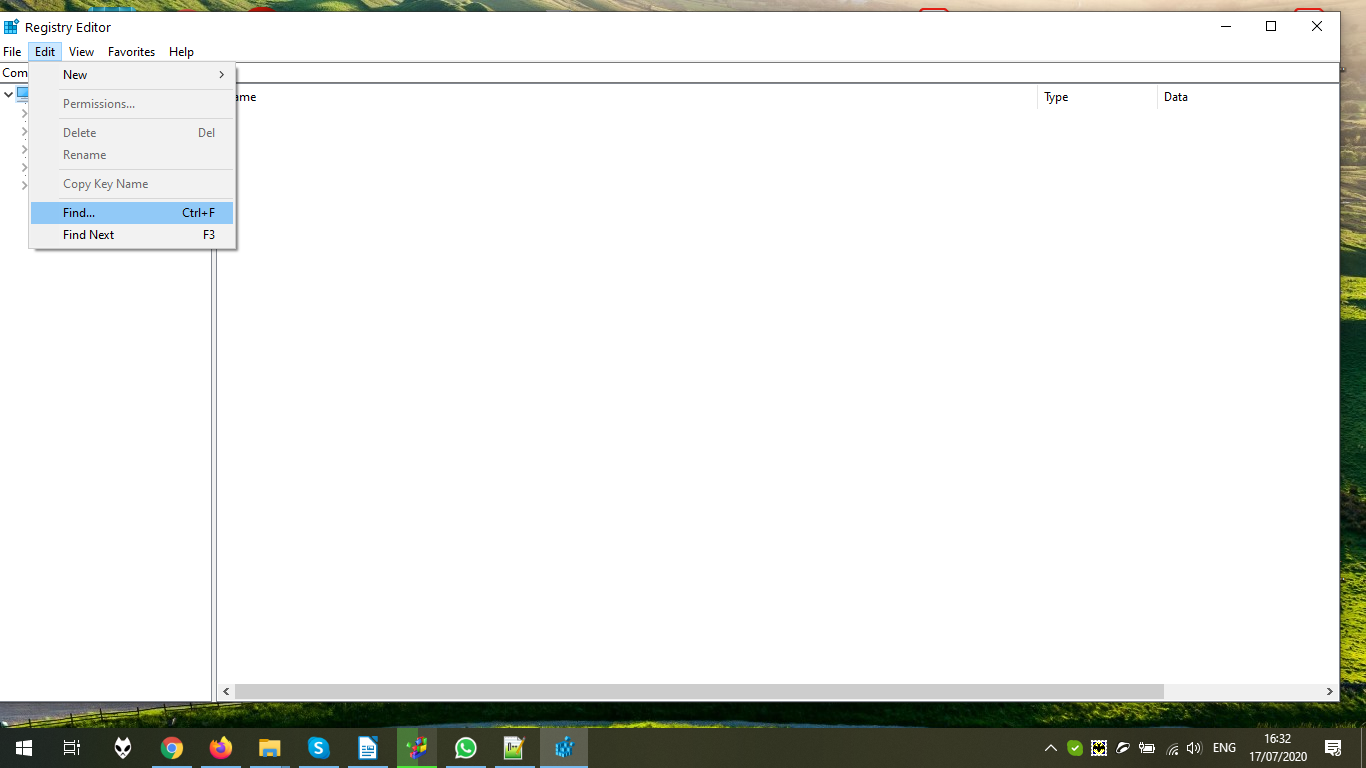 Registry Editor
File Edit View Favorites Help
Com
New
Permissions...
Delete Del
Rename
Copy Key Name
Find... Ctrl+F
Find Next F3
ame Type Data
ENG
16:32
17/07/2020